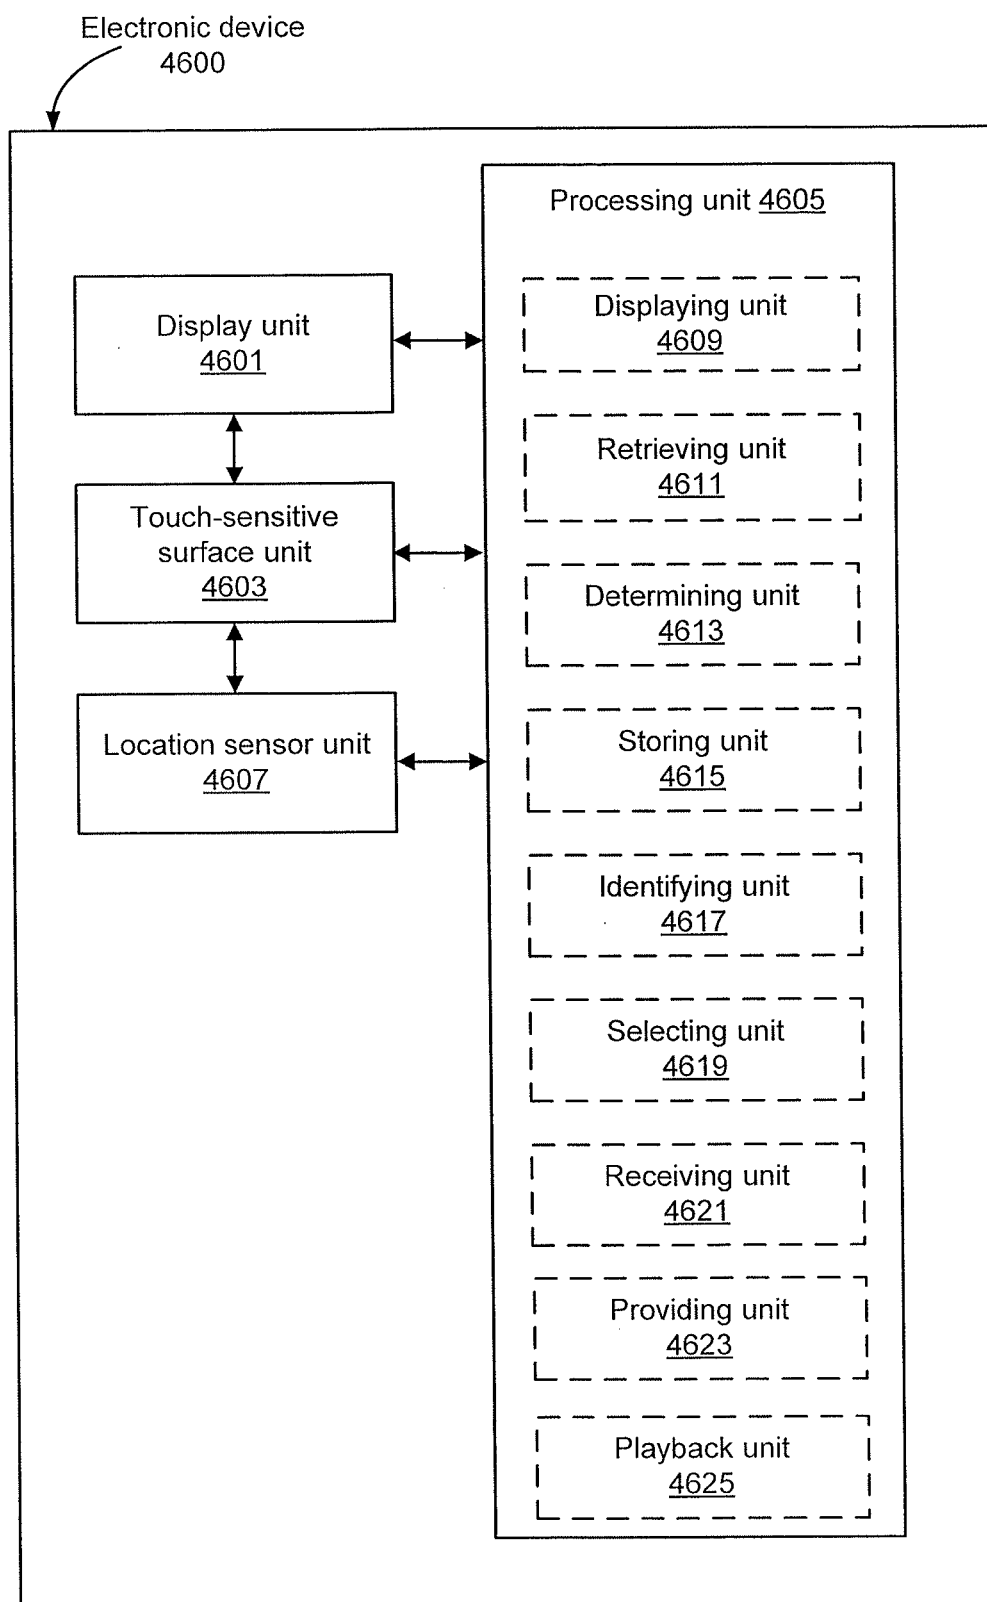 Electronic device
4600
Processing unit 4605
Display unit
4601
Touch-sensitive
surface unit
4603
Location sensor unit
4607
Displaying unit
4609
Retrieving unit
4611
Determining unit
4613
Storing unit
4615
Identifying unit
4617
Selecting unit
4619
Receiving unit
4621
Providing unit
4623
Playback unit
4625